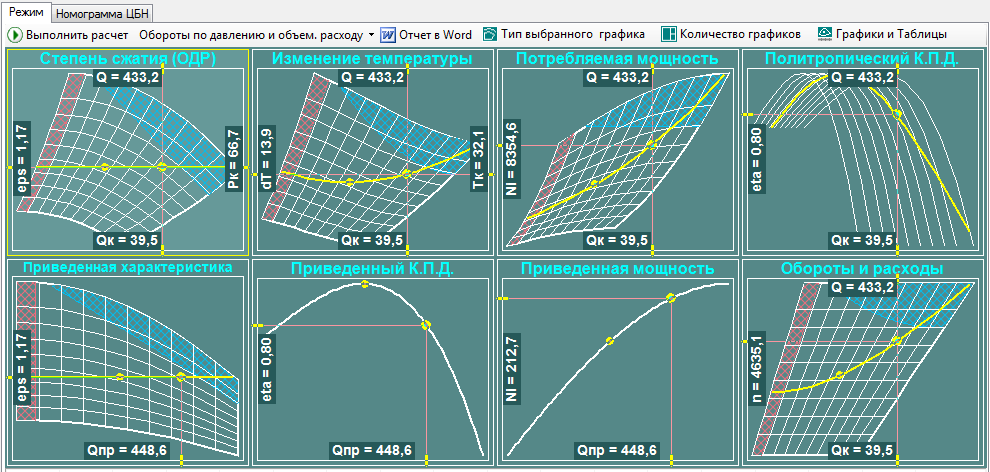 Режим
Номограмма ЦБН
Выполнить расчет
Обороты по давлению и объем. расходу
Отчет в Word
Тип выбранного графика
Количество графиков
Графики и Таблицы
Степень сжатия (ОДР)
Q = 433,2
eps = 1,17
Pк = 66,7
Qк = 39,5
Изменение температуры
Q = 433,2
dT = 13,9
Tк = 32,1
Qк = 39,5
Потребляемая мощность
Q = 433,2
NI = 8354,6
Qк = 39,5
Политропический К.П.Д.
Q = 433,2
eta = 0,80
Qк = 39,5
Приведенная характеристика
eps = 1,17
Qпр = 448,6
Приведенный К.П.Д.
eta = 0,80
Qпр = 448,6
Приведенная мощность
NI = 212,7
Qпр = 448,6
Обороты и расходы
Q = 433,2
n = 4635,1
Qк = 39,5